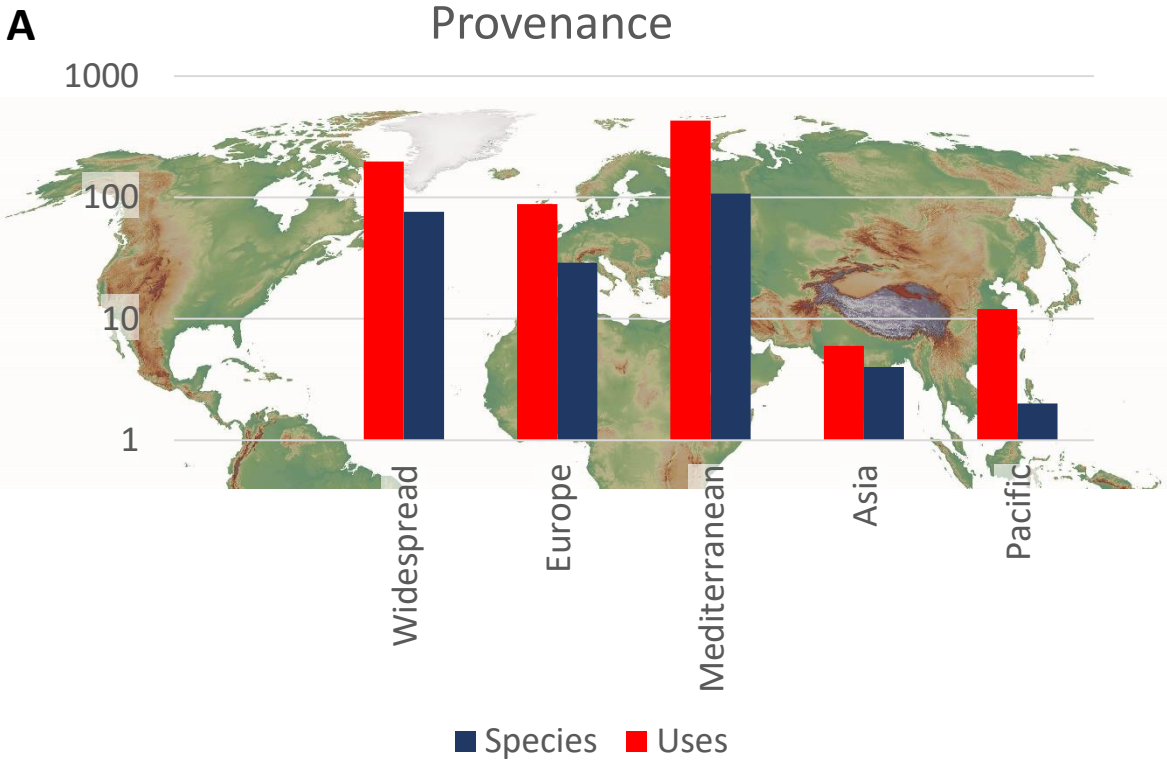 A
Provenance
1000
100
10
1
Widespread
Europe
Mediterranean
Asia
Pacific
Species Uses